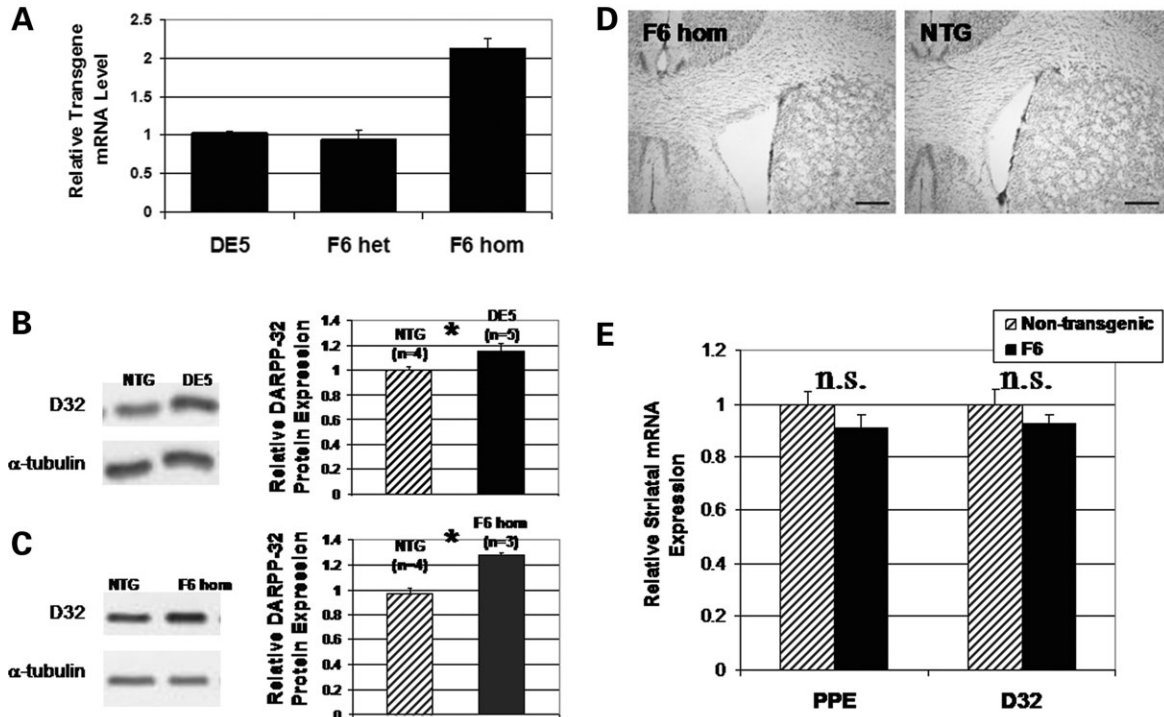 A
Relative Transgene
mRNA Level
2.5
2
1.5
1
0.5
0
DE5
F6 het
F6 hom
B
NTG
DE5
D32
α-tubulin
Relative DARPP-32
Protein Expression
1.4
1.2
1
0.8
0.6
0.4
0.2
0
NTG
(n=4)
*
DE5
(n=5)
C
NTG
F6 hom
D32
α-tubulin
Relative DARPP-32
Protein Expression
1.4
1.2
1
0.8
0.6
0.4
0.2
0
NTG
(n=4)
*
F6 hom
(n=3)
D
F6 hom
NTG
E
Non-transgenic
F6
Relative Striatal mRNA
Expression
1.2
1
0.8
0.6
0.4
0.2
0
n.s.
n.s.
PPE
D32